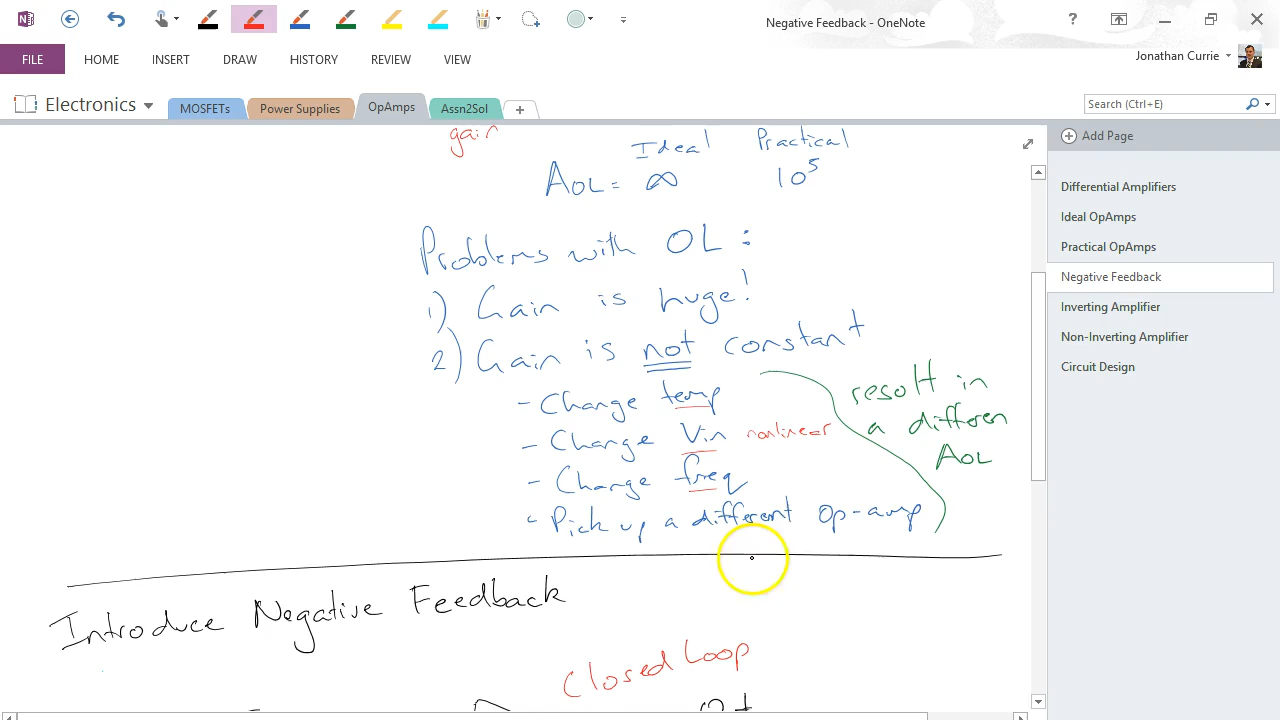 Negative Feedback - OneNote
?
Jonathan Currie
FILE HOME INSERT DRAW HISTORY REVIEW VIEW
Electronics
MOSFETs Power Supplies OpAmps Assn2Sol +
Search (Ctrl+E)
Add Page
Differential Amplifiers
Ideal OpAmps
Practical OpAmps
Negative Feedback
Inverting Amplifier
Non-Inverting Amplifier
Circuit Design
gain
Ideal Practical
AOL = ∞ 10⁵
Problems with OL :
1) Gain is huge!
2) Gain is not constant
- Change temp
- Change Vin nonlinear
- Change freq
- Pick up a different Op-amp
result in
a differen
AOL
Introduce Negative Feedback
Closed Loop